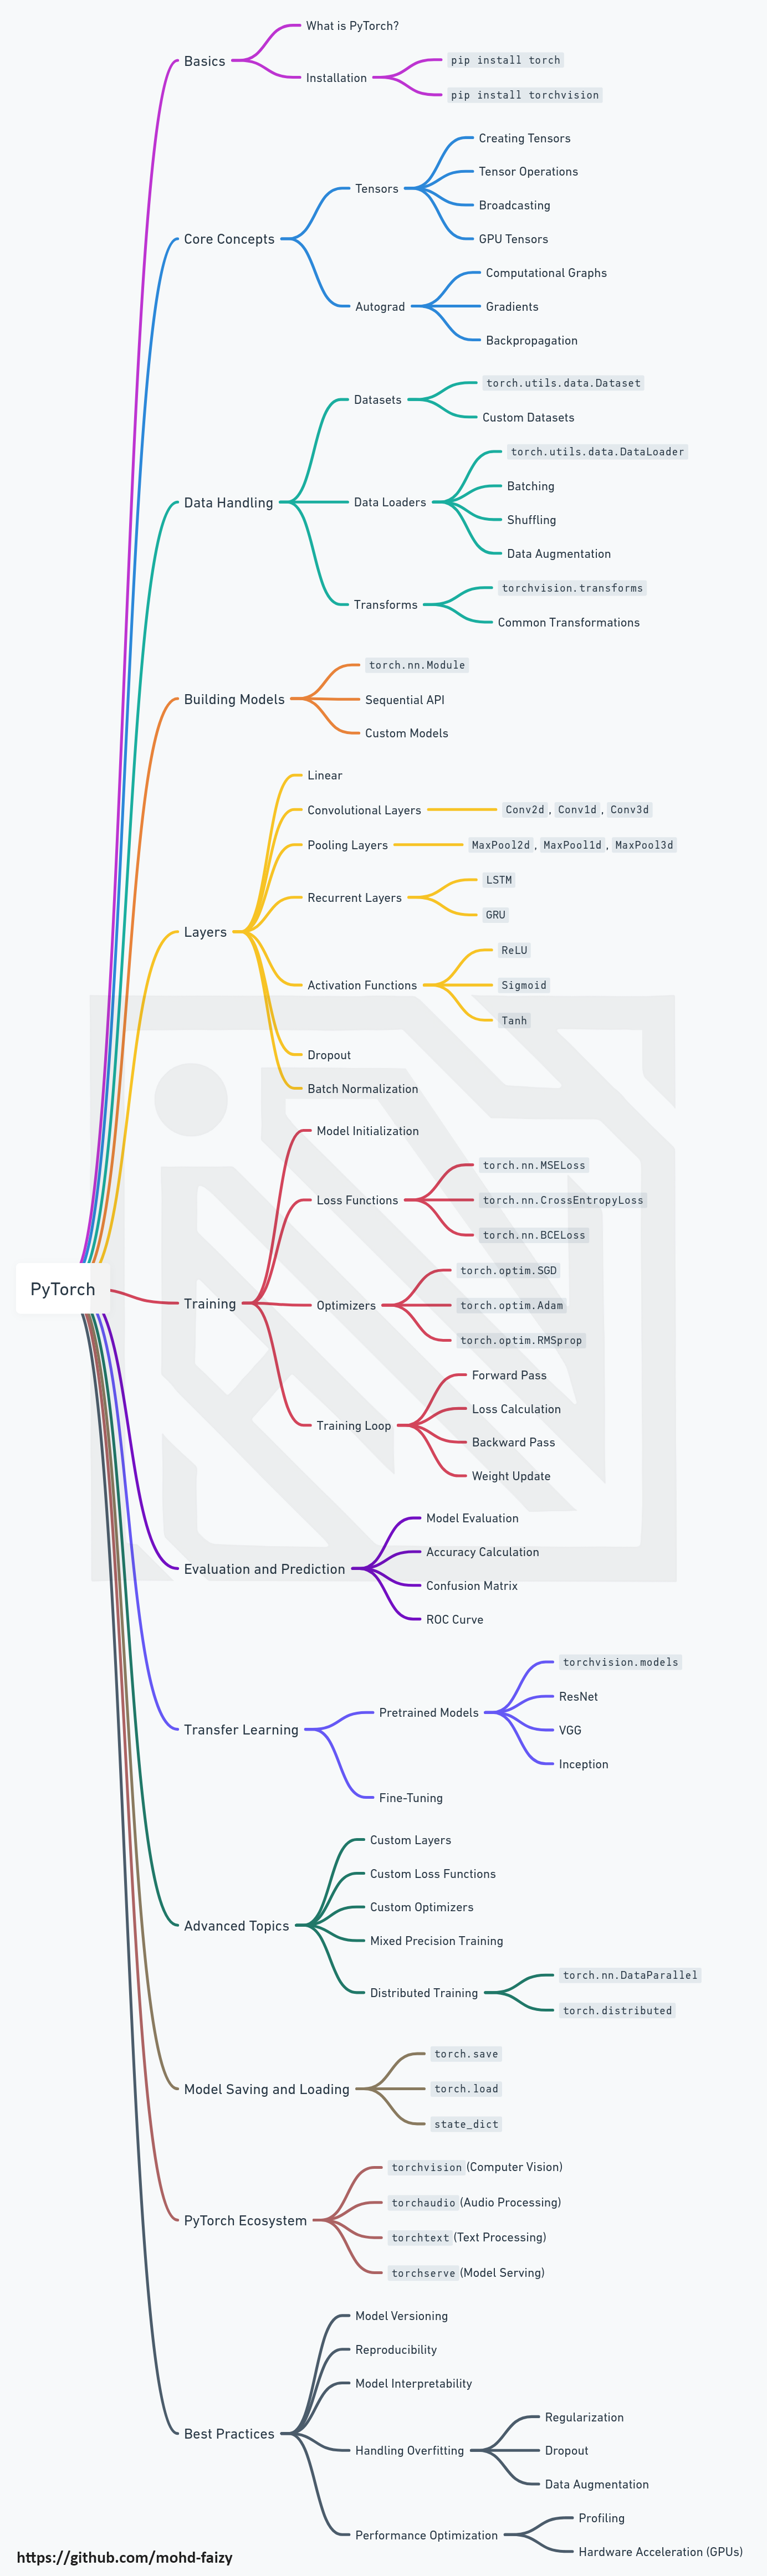 What is PyTorch?
Basics
Installation
pip install torch
pip install torchvision
Creating Tensors
Tensor Operations
Tensors
Broadcasting
GPU Tensors
Core Concepts
Computational Graphs
Autograd
Gradients
Backpropagation
torch.utils.data.Dataset
Datasets
Custom Datasets
torch.utils.data.DataLoader
Batching
Data Handling
Data Loaders
Shuffling
Data Augmentation
torchvision.transforms
Transforms
Common Transformations
torch.nn.Module
Building Models
Sequential API
Custom Models
Linear
Convolutional Layers
Conv2d, Conv1d, Conv3d
Pooling Layers
MaxPool2d, MaxPool1d, MaxPool3d
LSTM
Recurrent Layers
GRU
Layers
ReLU
Activation Functions
Sigmoid
Tanh
Dropout
Batch Normalization
Model Initialization
torch.nn.MSELoss
Loss Functions
torch.nn.CrossEntropyLoss
torch.nn.BCELoss
PyTorch
Training
torch.optim.SGD
Optimizers
torch.optim.Adam
torch.optim.RMSprop
Forward Pass
Loss Calculation
Training Loop
Backward Pass
Weight Update
Model Evaluation
Accuracy Calculation
Evaluation and Prediction
Confusion Matrix
ROC Curve
torchvision.models
ResNet
Pretrained Models
VGG
Transfer Learning
Inception
Fine-Tuning
Custom Layers
Custom Loss Functions
Custom Optimizers
Advanced Topics
Mixed Precision Training
torch.nn.DataParallel
Distributed Training
torch.distributed
torch.save
Model Saving and Loading
torch.load
state_dict
torchvision (Computer Vision)
torchaudio (Audio Processing)
PyTorch Ecosystem
torchtext (Text Processing)
torchserve (Model Serving)
Model Versioning
Reproducibility
Model Interpretability
Best Practices
Regularization
Handling Overfitting
Dropout
Data Augmentation
Profiling
Performance Optimization
Hardware Acceleration (GPUs)
https://github.com/mohd-faizy